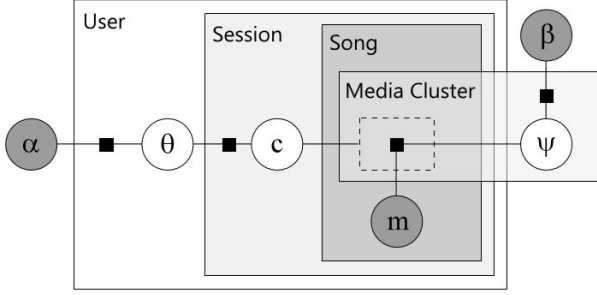 User
Session
Song
β
Media Cluster
α
θ
c
ψ
m